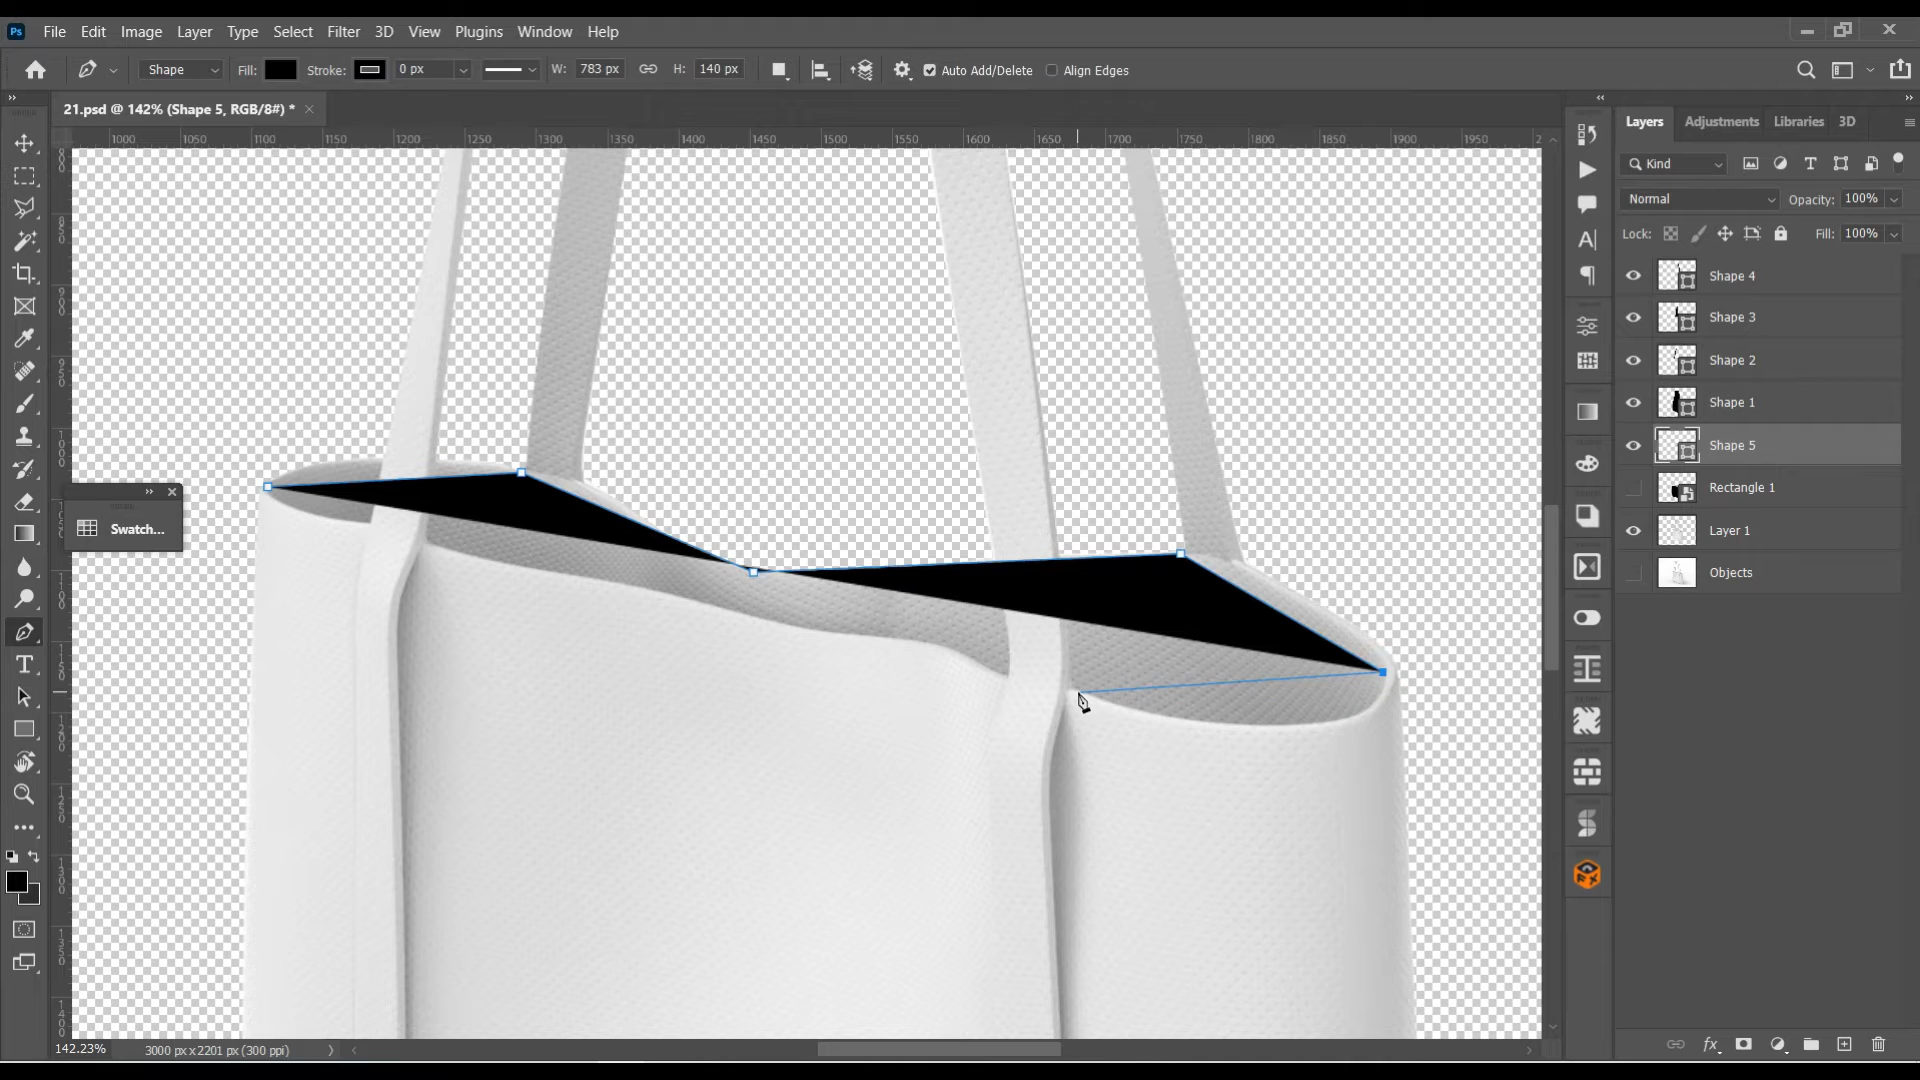 Ps File Edit Image Layer Type Select Filter 3D View Plugins Window Help
Shape Fill: Stroke: 0 px W: 783 px H: 140 px Auto Add/Delete Align Edges
21.psd @ 142% (Shape 5, RGB/8#) *
1000 1050 1100 1150 1200 1250 1300 1350 1400 1450 1500 1550 1600 1650 1700 1750 1800 1850 1900 1950 2
Swatch...
142.23% 3000 px x 2201 px (300 ppi)
Layers Adjustments Libraries 3D
Kind
Normal Opacity: 100%
Lock: Fill: 100%
Shape 4
Shape 3
Shape 2
Shape 1
Shape 5
Rectangle 1
Layer 1
Objects
fx